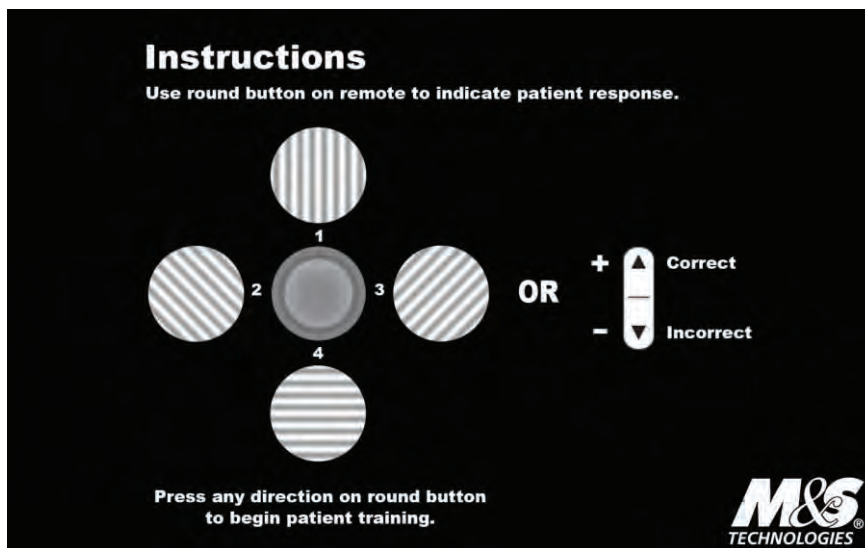 Instructions
Use round button on remote to indicate patient response.
1
2
3
4
OR
+ Correct
- Incorrect
Press any direction on round button
to begin patient training.
M&S®
TECHNOLOGIES